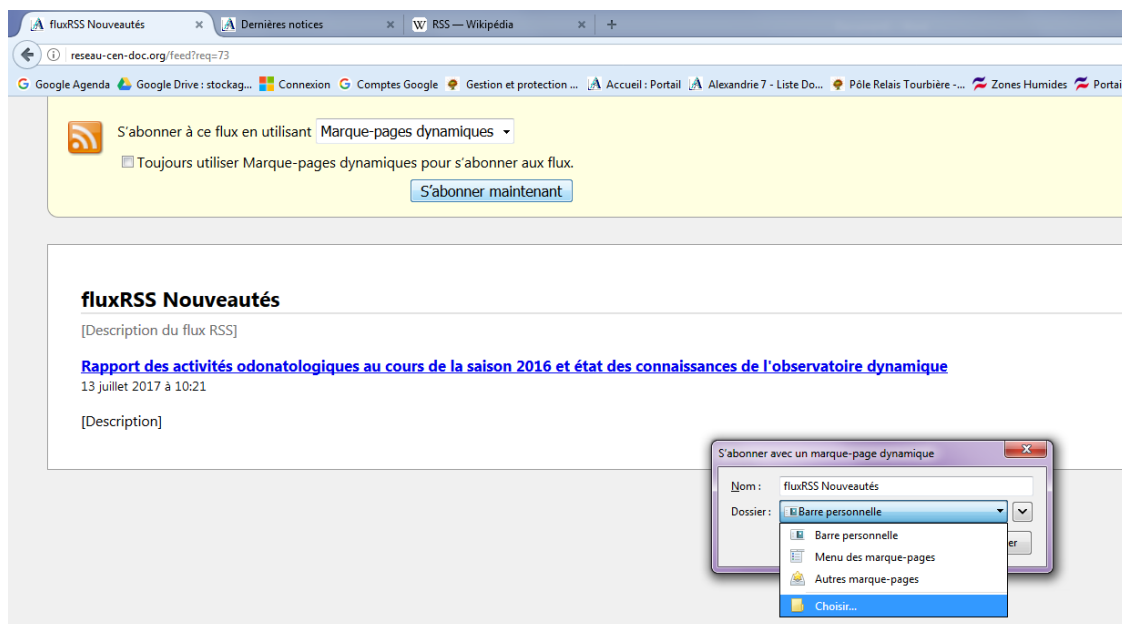 fluxRSS Nouveautés
Dernières notices
RSS — Wikipédia
reseau-cen-doc.org/feed?req=73
Google Agenda Google Drive : stockag... Connexion Comptes Google Gestion et protection ... Accueil : Portail Alexandrie 7 - Liste Do... Pôle Relais Tourbière -... Zones Humides Portai
S'abonner à ce flux en utilisant Marque-pages dynamiques
Toujours utiliser Marque-pages dynamiques pour s'abonner aux flux.
S'abonner maintenant
fluxRSS Nouveautés
[Description du flux RSS]
Rapport des activités odonatologiques au cours de la saison 2016 et état des connaissances de l'observatoire dynamique
13 juillet 2017 à 10:21
[Description]
S'abonner avec un marque-page dynamique
Nom : fluxRSS Nouveautés
Dossier : Barre personnelle
Barre personnelle
er
Menu des marque-pages
Autres marque-pages
Choisir...